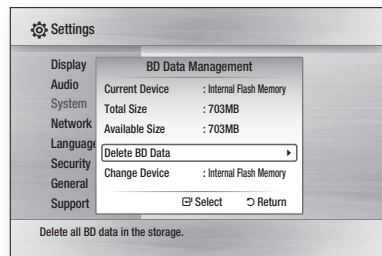 Settings
Display
Audio
System
Network
Language
Security
General
Support
BD Data Management
Current Device : Internal Flash Memory
Total Size : 703MB
Available Size : 703MB
Delete BD Data
Change Device : Internal Flash Memory
Select Return
Delete all BD data in the storage.